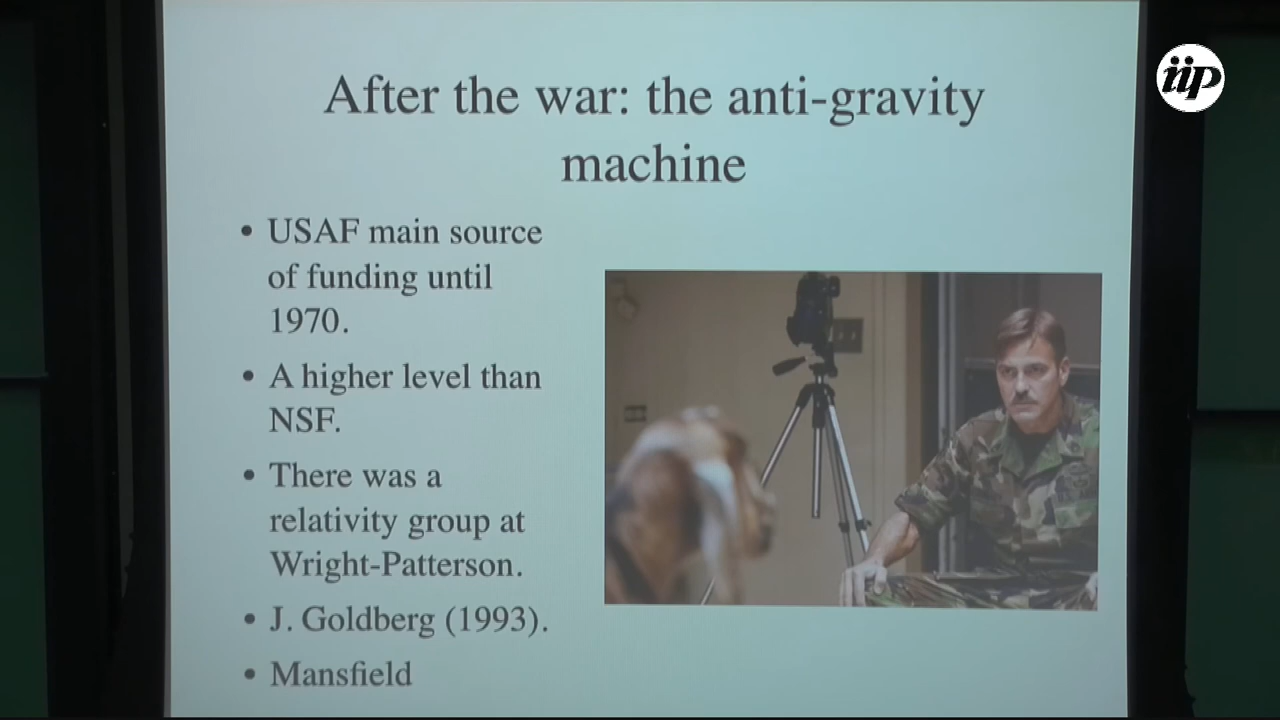 iip
After the war: the anti-gravity
machine
• USAF main source
of funding until
1970.
• A higher level than
NSF.
• There was a
relativity group at
Wright-Patterson.
• J. Goldberg (1993).
• Mansfield